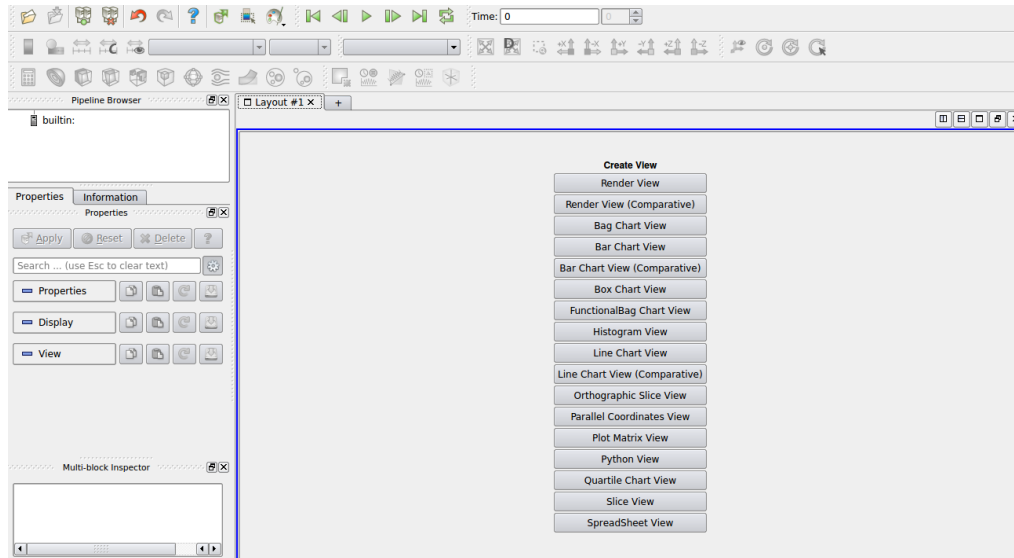 Time: 0 0
Pipeline Browser
Layout #1
builtin:
Create View
Render View
Render View (Comparative)
Bag Chart View
Bar Chart View
Bar Chart View (Comparative)
Box Chart View
FunctionalBag Chart View
Histogram View
Line Chart View
Line Chart View (Comparative)
Orthographic Slice View
Parallel Coordinates View
Plot Matrix View
Python View
Quartile Chart View
Slice View
SpreadSheet View
Properties Information
Properties
Apply Reset Delete ?
Search ... (use Esc to clear text)
Properties
Display
View
Multi-block Inspector